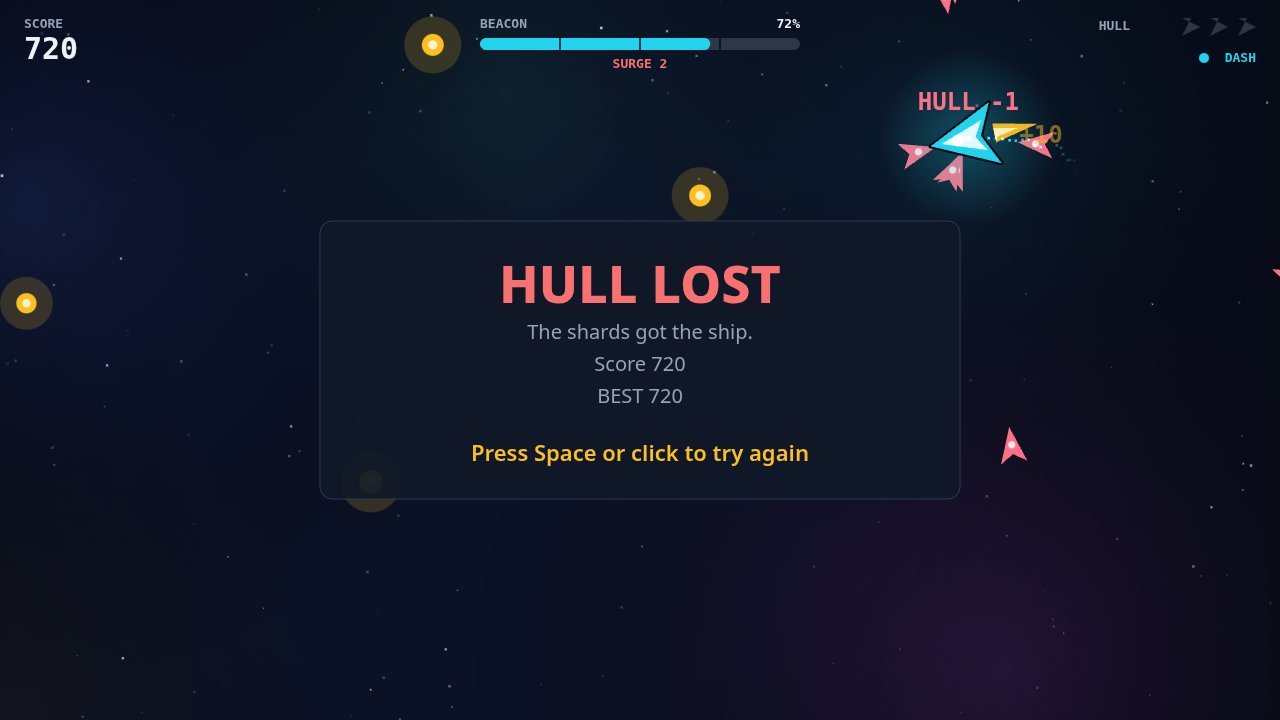 SCORE
720
BEACON 72%
SURGE 2
HULL
DASH
HULL -1
+10
HULL LOST
The shards got the ship.
Score 720
BEST 720
Press Space or click to try again